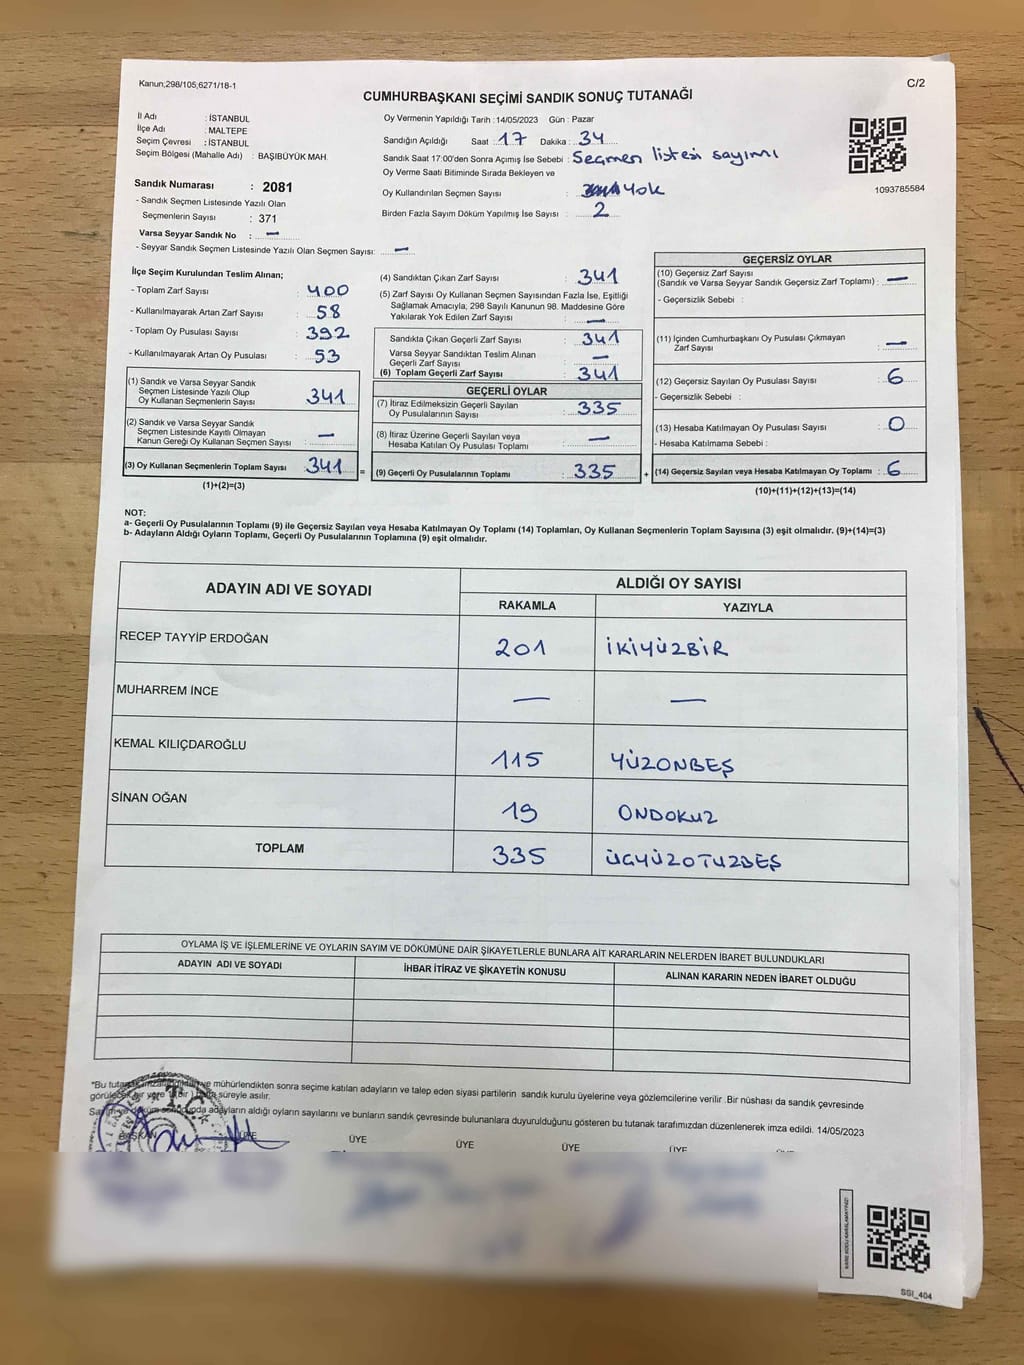 Kanun;298/105;6271/18-1
C/2
CUMHURBAŞKANI SEÇİMİ SANDIK SONUÇ TUTANAĞI
İl Adı : İSTANBUL
İlçe Adı : MALTEPE
Seçim Çevresi : İSTANBUL
Seçim Bölgesi (Mahalle Adı) : BAŞIBÜYÜK MAH.
Sandık Numarası : 2081
- Sandık Seçmen Listesinde Yazılı Olan
Seçmenlerin Sayısı : 371
Varsa Seyyar Sandık No : —
- Seyyar Sandık Seçmen Listesinde Yazılı Olan Seçmen Sayısı: —
Oy Vermenin Yapıldığı Tarih : 14/05/2023 Gün : Pazar
Sandığın Açıldığı Saat : 17 Dakika : 34
Sandık Saat 17:00'den Sonra Açımış İse Sebebi : Seçmen listesi sayımı
Oy Verme Saati Bitiminde Sırada Bekleyen ve
Oy Kullandırılan Seçmen Sayısı : Yok
Birden Fazla Sayım Döküm Yapılmış İse Sayısı : 2
1093785584
İlçe Seçim Kurulundan Teslim Alınan;
- Toplam Zarf Sayısı : 400
- Kullanılmayarak Artan Zarf Sayısı : 58
- Toplam Oy Pusulası Sayısı : 392
- Kullanılmayarak Artan Oy Pusulası : 53
(1) Sandık ve Varsa Seyyar Sandık
Seçmen Listesinde Yazılı Olup
Oy Kullanan Seçmenlerin Sayısı : 341
(2) Sandık ve Varsa Seyyar Sandık
Seçmen Listesinde Kayıtlı Olmayan
Kanun Gereği Oy Kullanan Seçmen Sayısı : —
(3) Oy Kullanan Seçmenlerin Toplam Sayısı : 341 =
(1)+(2)=(3)
(4) Sandıktan Çıkan Zarf Sayısı : 341
(5) Zarf Sayısı Oy Kullanan Seçmen Sayısından Fazla İse, Eşitliği
Sağlamak Amacıyla; 298 Sayılı Kanunun 98. Maddesine Göre
Yakılarak Yok Edilen Zarf Sayısı : —
Sandıkta Çıkan Geçerli Zarf Sayısı : 341
Varsa Seyyar Sandıktan Teslim Alınan
Geçerli Zarf Sayısı : —
(6) Toplam Geçerli Zarf Sayısı : 341
GEÇERLİ OYLAR
(7) İtiraz Edilmeksizin Geçerli Sayılan
Oy Pusulalarının Sayısı : 335
(8) İtiraz Üzerine Geçerli Sayılan veya
Hesaba Katılan Oy Pusulası Toplamı : —
(9) Geçerli Oy Pusulalarının Toplamı : 335 +
GEÇERSİZ OYLAR
(10) Geçersiz Zarf Sayısı
(Sandık ve Varsa Seyyar Sandık Geçersiz Zarf Toplamı) : —
- Geçersizlik Sebebi :
(11) İçinden Cumhurbaşkanı Oy Pusulası Çıkmayan
Zarf Sayısı : —
(12) Geçersiz Sayılan Oy Pusulası Sayısı : 6
- Geçersizlik Sebebi :
(13) Hesaba Katılmayan Oy Pusulası Sayısı : 0
- Hesaba Katılmama Sebebi :
(14) Geçersiz Sayılan veya Hesaba Katılmayan Oy Toplamı : 6
(10)+(11)+(12)+(13)=(14)
NOT:
a- Geçerli Oy Pusulalarının Toplamı (9) ile Geçersiz Sayılan veya Hesaba Katılmayan Oy Toplamı (14) Toplamları, Oy Kullanan Seçmenlerin Toplam Sayısına (3) eşit olmalıdır. (9)+(14)=(3)
b- Adayların Aldığı Oyların Toplamı, Geçerli Oy Pusulalarının Toplamına (9) eşit olmalıdır.
ADAYIN ADI VE SOYADI
ALDIĞI OY SAYISI
RAKAMLA YAZIYLA
RECEP TAYYİP ERDOĞAN 201 İKİYÜZBİR
MUHARREM İNCE — —
KEMAL KILIÇDAROĞLU 115 YÜZONBEŞ
SİNAN OĞAN 19 ONDOKUZ
TOPLAM 335 ÜÇYÜZOTUZBEŞ
OYLAMA İŞ VE İŞLEMLERİNE VE OYLARIN SAYIM VE DÖKÜMÜNE DAİR ŞİKAYETLERLE BUNLARA AİT KARARLARIN NELERDEN İBARET BULUNDUKLARI
ADAYIN ADI VE SOYADI İHBAR İTİRAZ VE ŞİKAYETİN KONUSU ALINAN KARARIN NEDEN İBARET OLDUĞU
"Bu mühürlendikten sonra seçime katılan adayların ve talep eden siyasi partilerin sandık kurulu üyelerine veya gözlemcilerine verilir .Bir nüshası da sandık çevresinde
süreyle asılır.
adayların aldığı oyların sayılarını ve bunların sandık çevresinde bulunanlara duyurulduğunu gösteren bu tutanak tarafımızdan düzenlenerek imza edildi. 14/05/2023
BAŞKAN ÜYE ÜYE ÜYE ÜYE ÜYE
T.C.
SSI_404